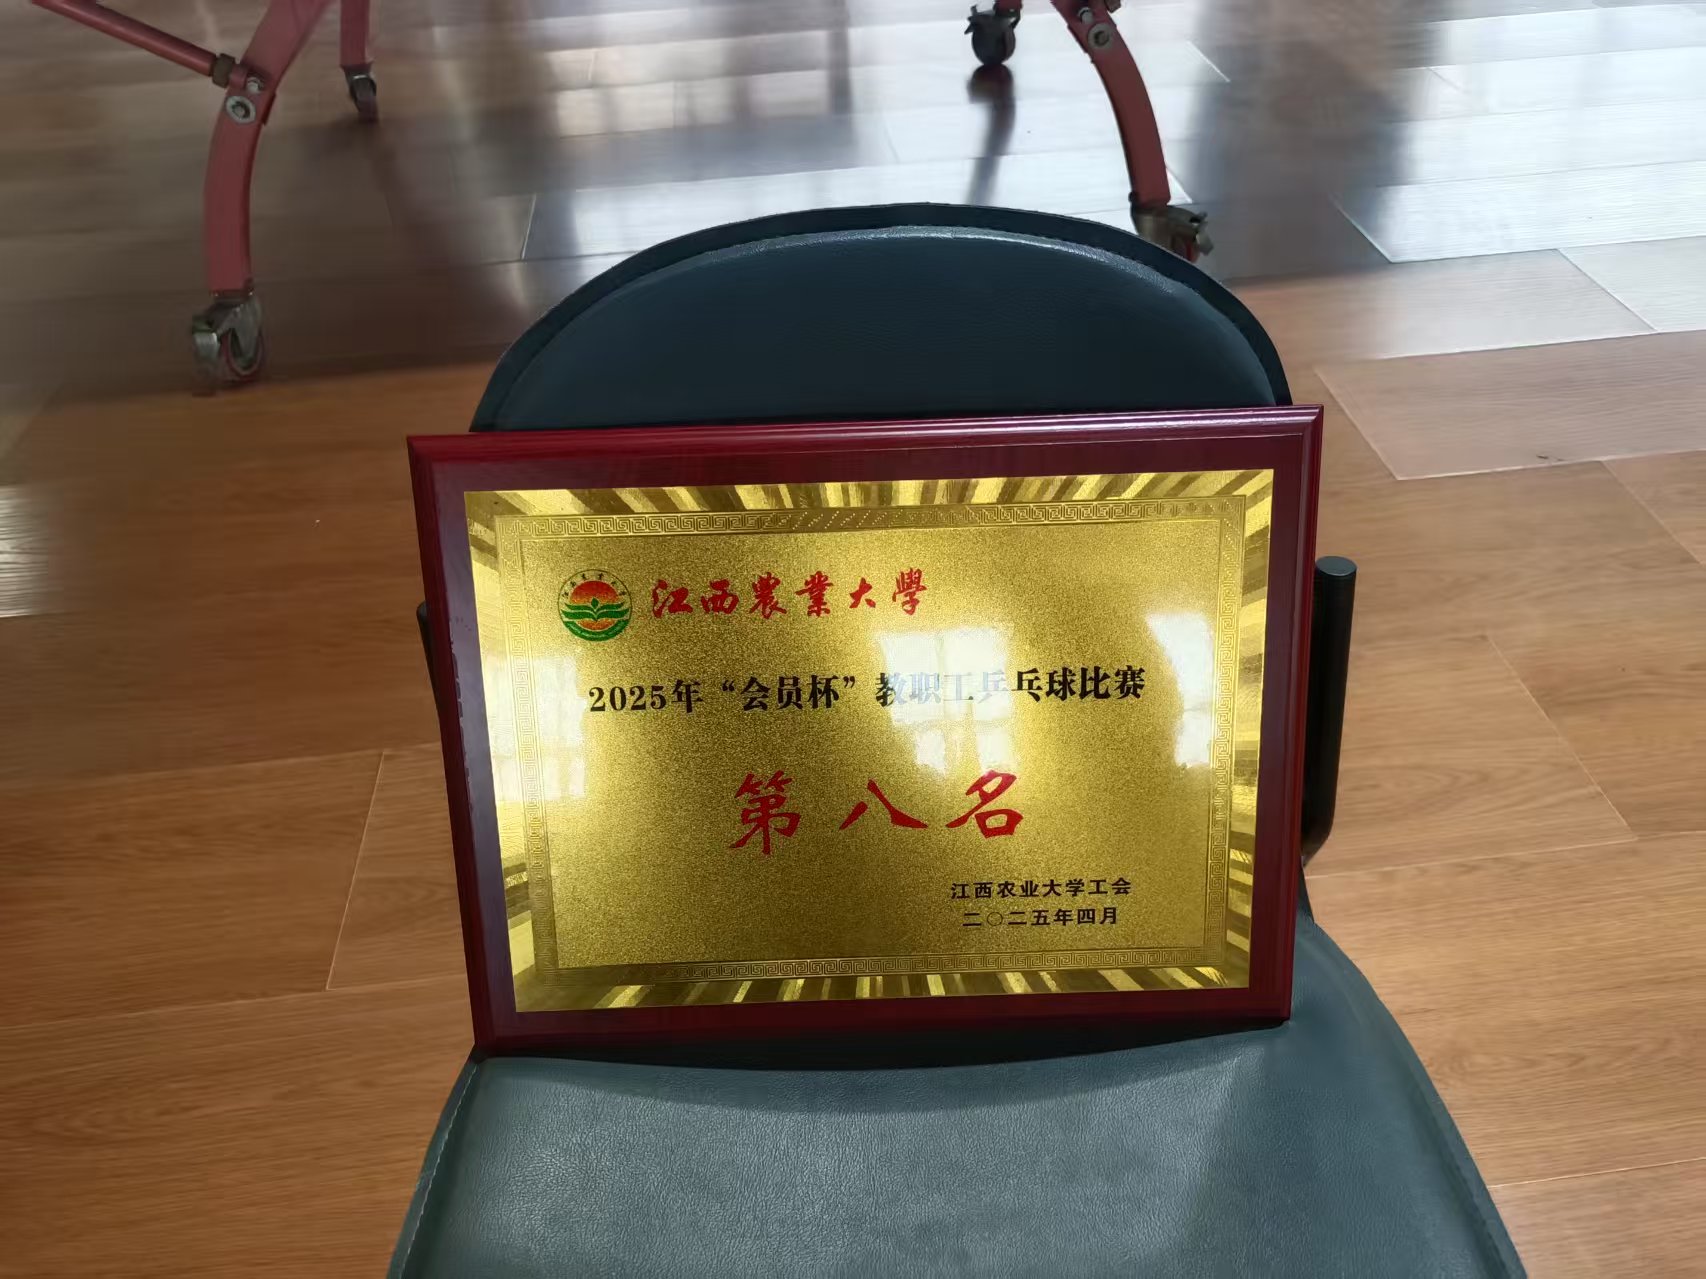 江西農業大學
2025年“会员杯”教职工乒乓球比赛
第八名
江西农业大学工会
二〇二五年四月